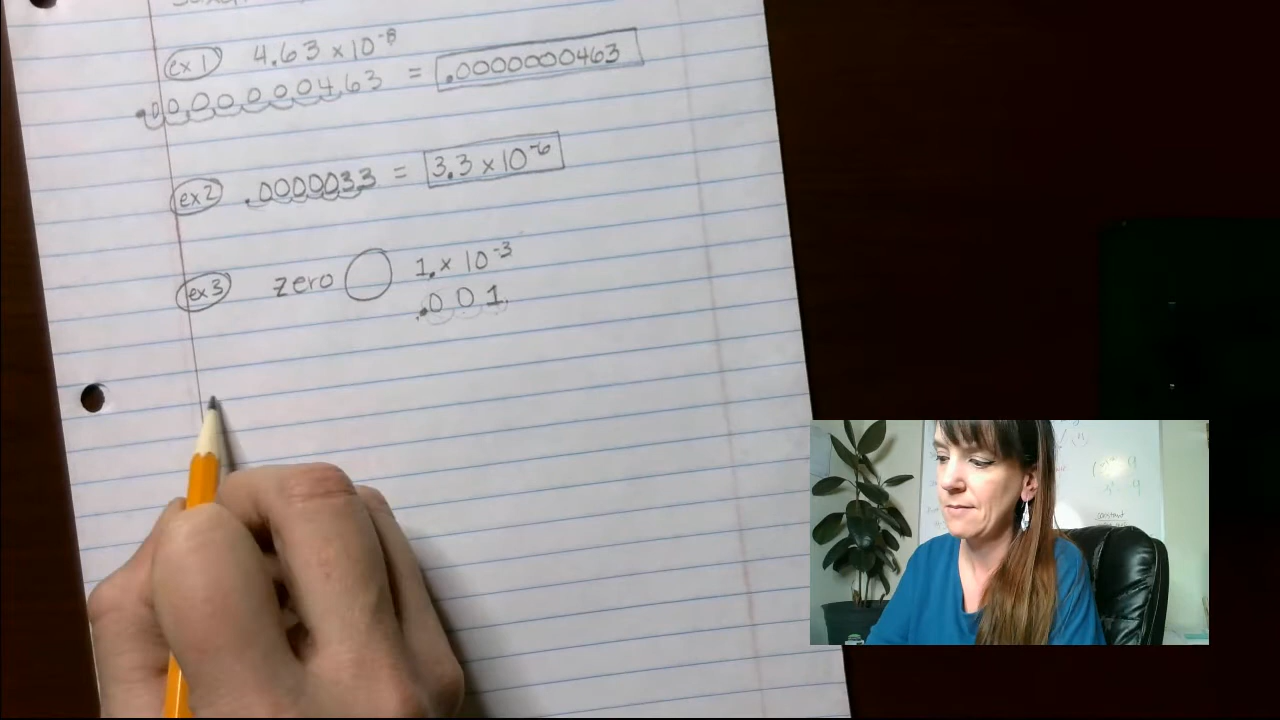 ex 1 4.63 x 10⁻⁸
.00000004.63 = .0000000463
ex 2 .0000033 = 3.3 x 10⁻⁶
ex 3 zero ◯ 1. x 10⁻³
.001.
constant